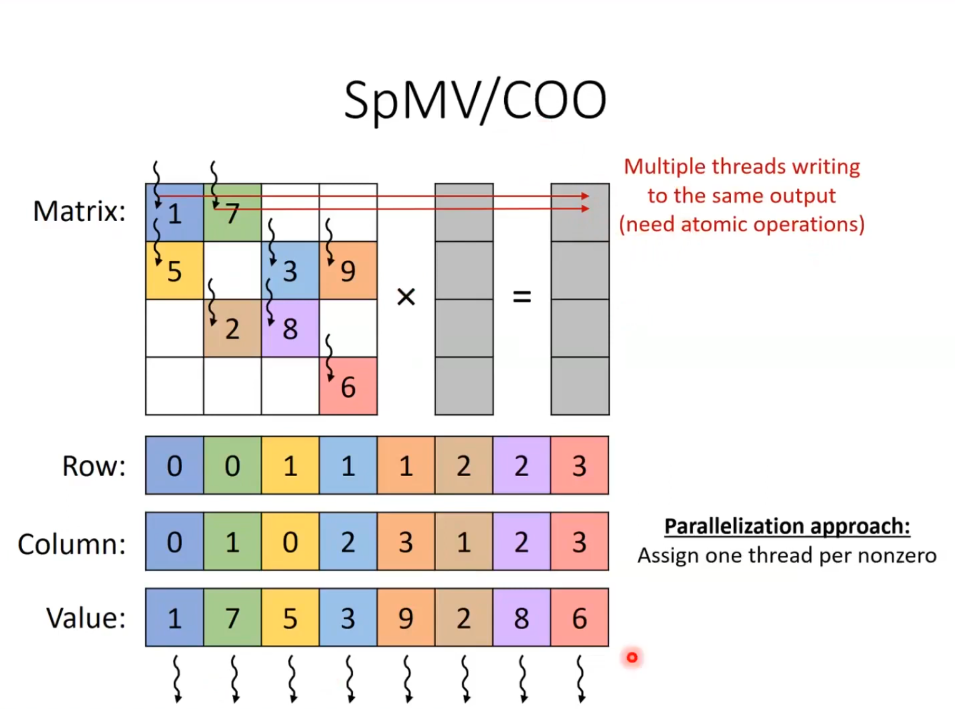 SpMV/COO
Multiple threads writing
to the same output
(need atomic operations)
Matrix:
1 7
5 3 9
× =
2 8
6
Row: 0 0 1 1 1 2 2 3
Column: 0 1 0 2 3 1 2 3
Parallelization approach:
Assign one thread per nonzero
Value: 1 7 5 3 9 2 8 6